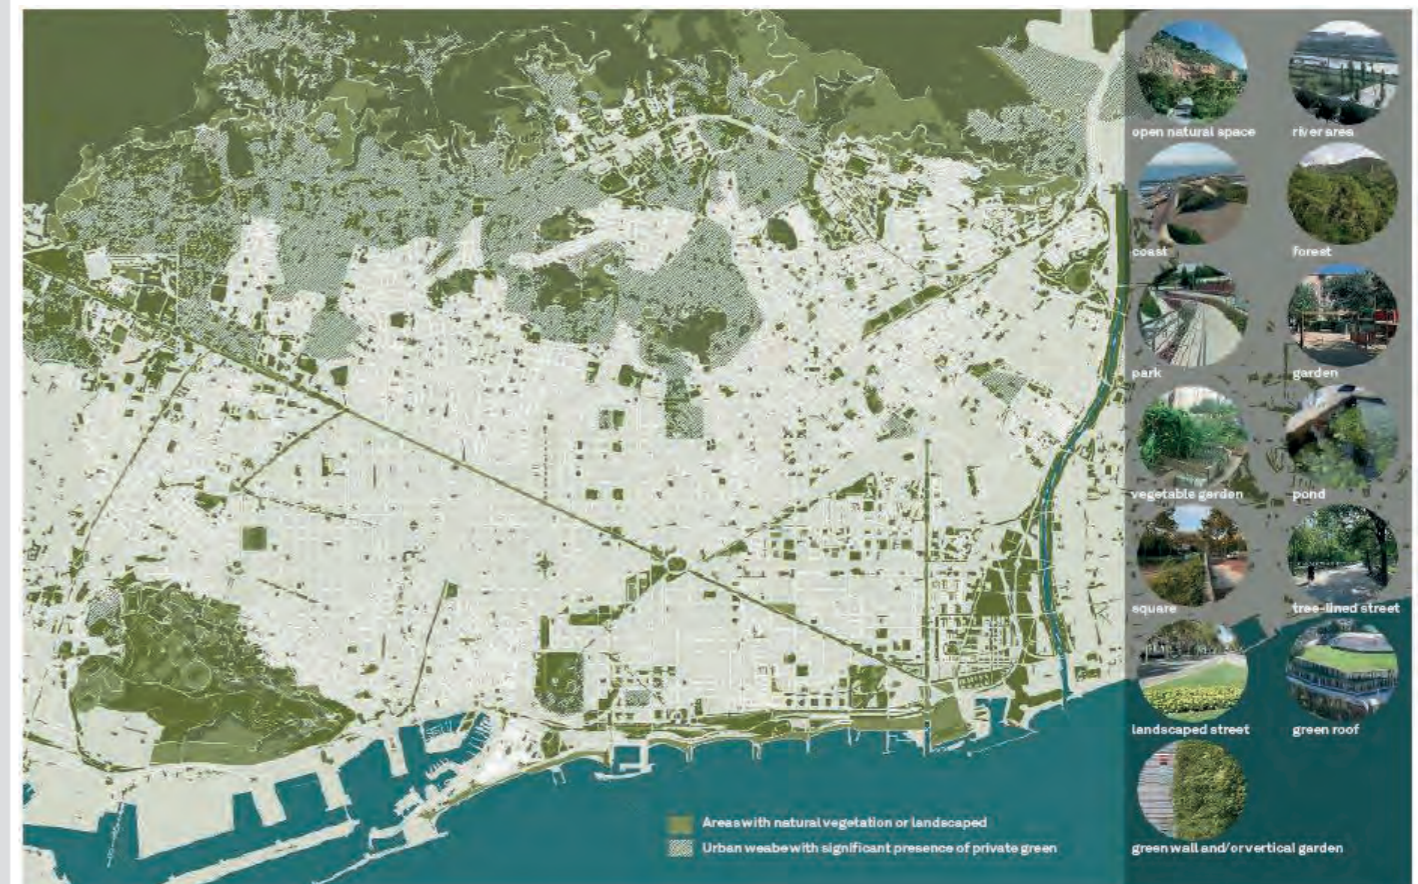 open natural space
river area
coast
forest
park
garden
vegetable garden
pond
square
tree-lined street
landscaped street
green roof
green wall and/or vertical garden
Areas with natural vegetation or landscaped
Urban weabe with significant presence of private green